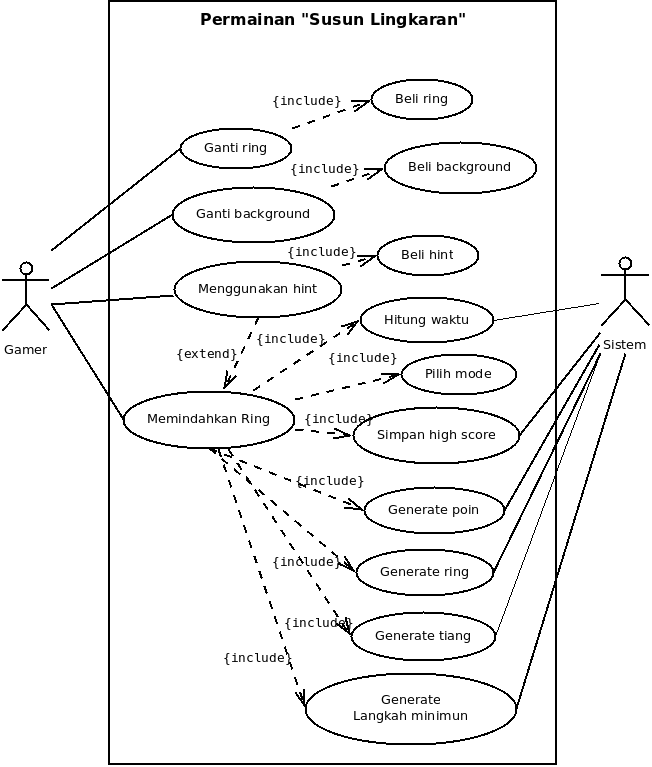 Permainan "Susun Lingkaran"
{include}
Beli ring
Ganti ring
{include}
Beli background
Ganti background
{include}
Beli hint
Menggunakan hint
Hitung waktu
{include}
Sistem
Gamer
{extend}
{include}
Pilih mode
Memindahkan Ring
{include}
Simpan high score
{include}
Generate poin
{include}
Generate ring
{include}
Generate tiang
{include}
Generate
Langkah minimun